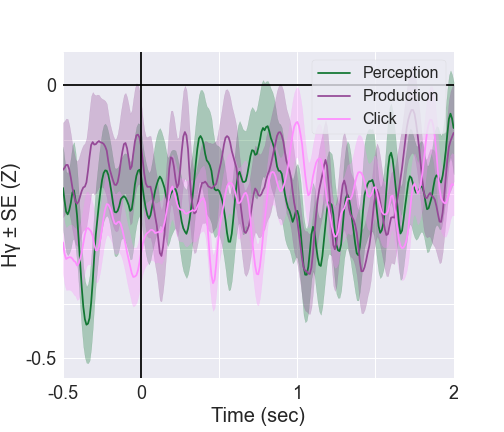 Perception
Production
Click
0
-0.5
Hγ ± SE (Z)
-0.5 0 1 2
Time (sec)